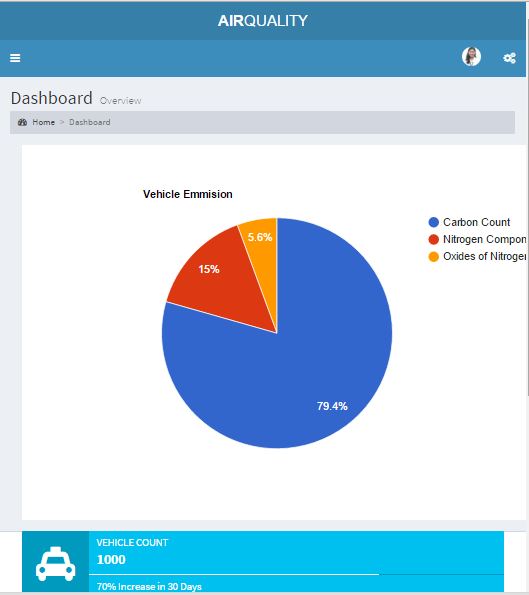 AIRQUALITY
Dashboard Overview
Home > Dashboard
Vehicle Emmision
Carbon Count
Nitrogen Compon
Oxides of Nitroger
5.6%
15%
79.4%
VEHICLE COUNT
1000
70% Increase in 30 Days